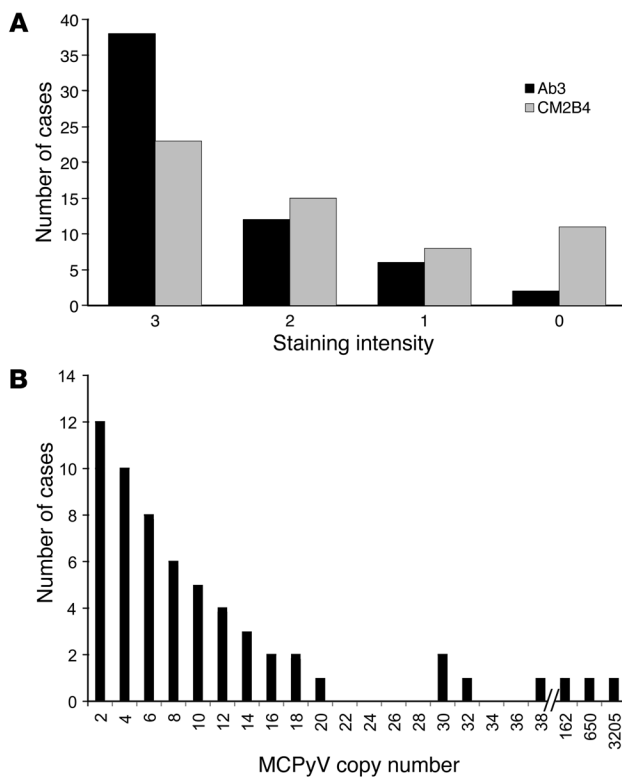 A
40
35
30
25
20
15
10
5
0
Number of cases
Ab3
CM2B4
3 2 1 0
Staining intensity
B
14
12
10
8
6
4
2
0
Number of cases
2 4 6 8 10 12 14 16 18 20 22 24 26 28 30 32 34 36 38 162 650 3205
MCPyV copy number